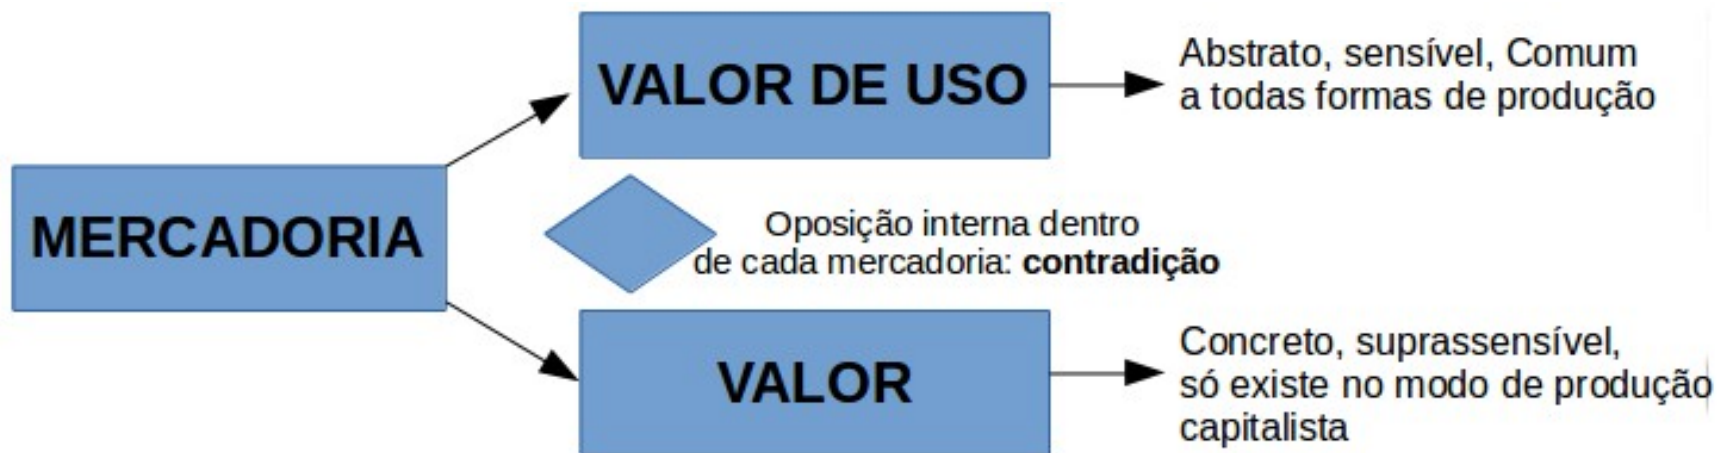 VALOR DE USO
Abstrato, sensível, Comum
a todas formas de produção
MERCADORIA
Oposição interna dentro
de cada mercadoria: contradição
VALOR
Concreto, suprassensível,
só existe no modo de produção
capitalista